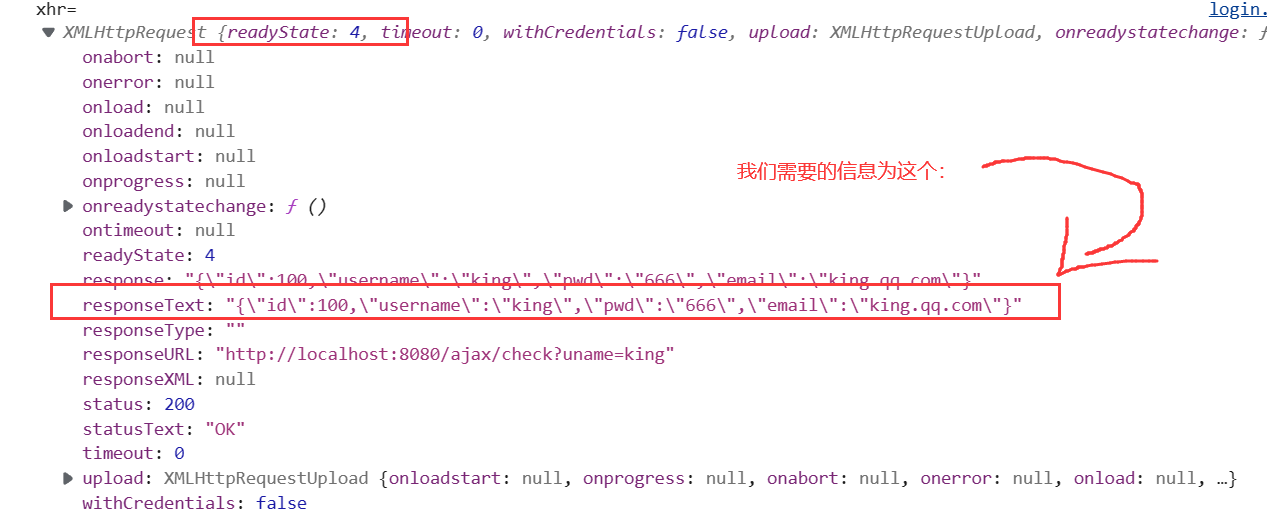 xhr=
login.
XMLHttpRequest {readyState: 4, timeout: 0, withCredentials: false, upload: XMLHttpRequestUpload, onreadystatechange: ƒ
onabort: null
onerror: null
onload: null
onloadend: null
onloadstart: null
onprogress: null
我们需要的信息为这个：
onreadystatechange: ƒ ()
ontimeout: null
readyState: 4
response: "{\"id\":100,\"username\":\"king\",\"pwd\":\"666\",\"email\":\"king.qq.com\"}"
responseText: "{\"id\":100,\"username\":\"king\",\"pwd\":\"666\",\"email\":\"king.qq.com\"}"
responseType: ""
responseURL: "http://localhost:8080/ajax/check?uname=king"
responseXML: null
status: 200
statusText: "OK"
timeout: 0
upload: XMLHttpRequestUpload {onloadstart: null, onprogress: null, onabort: null, onerror: null, onload: null, …}
withCredentials: false